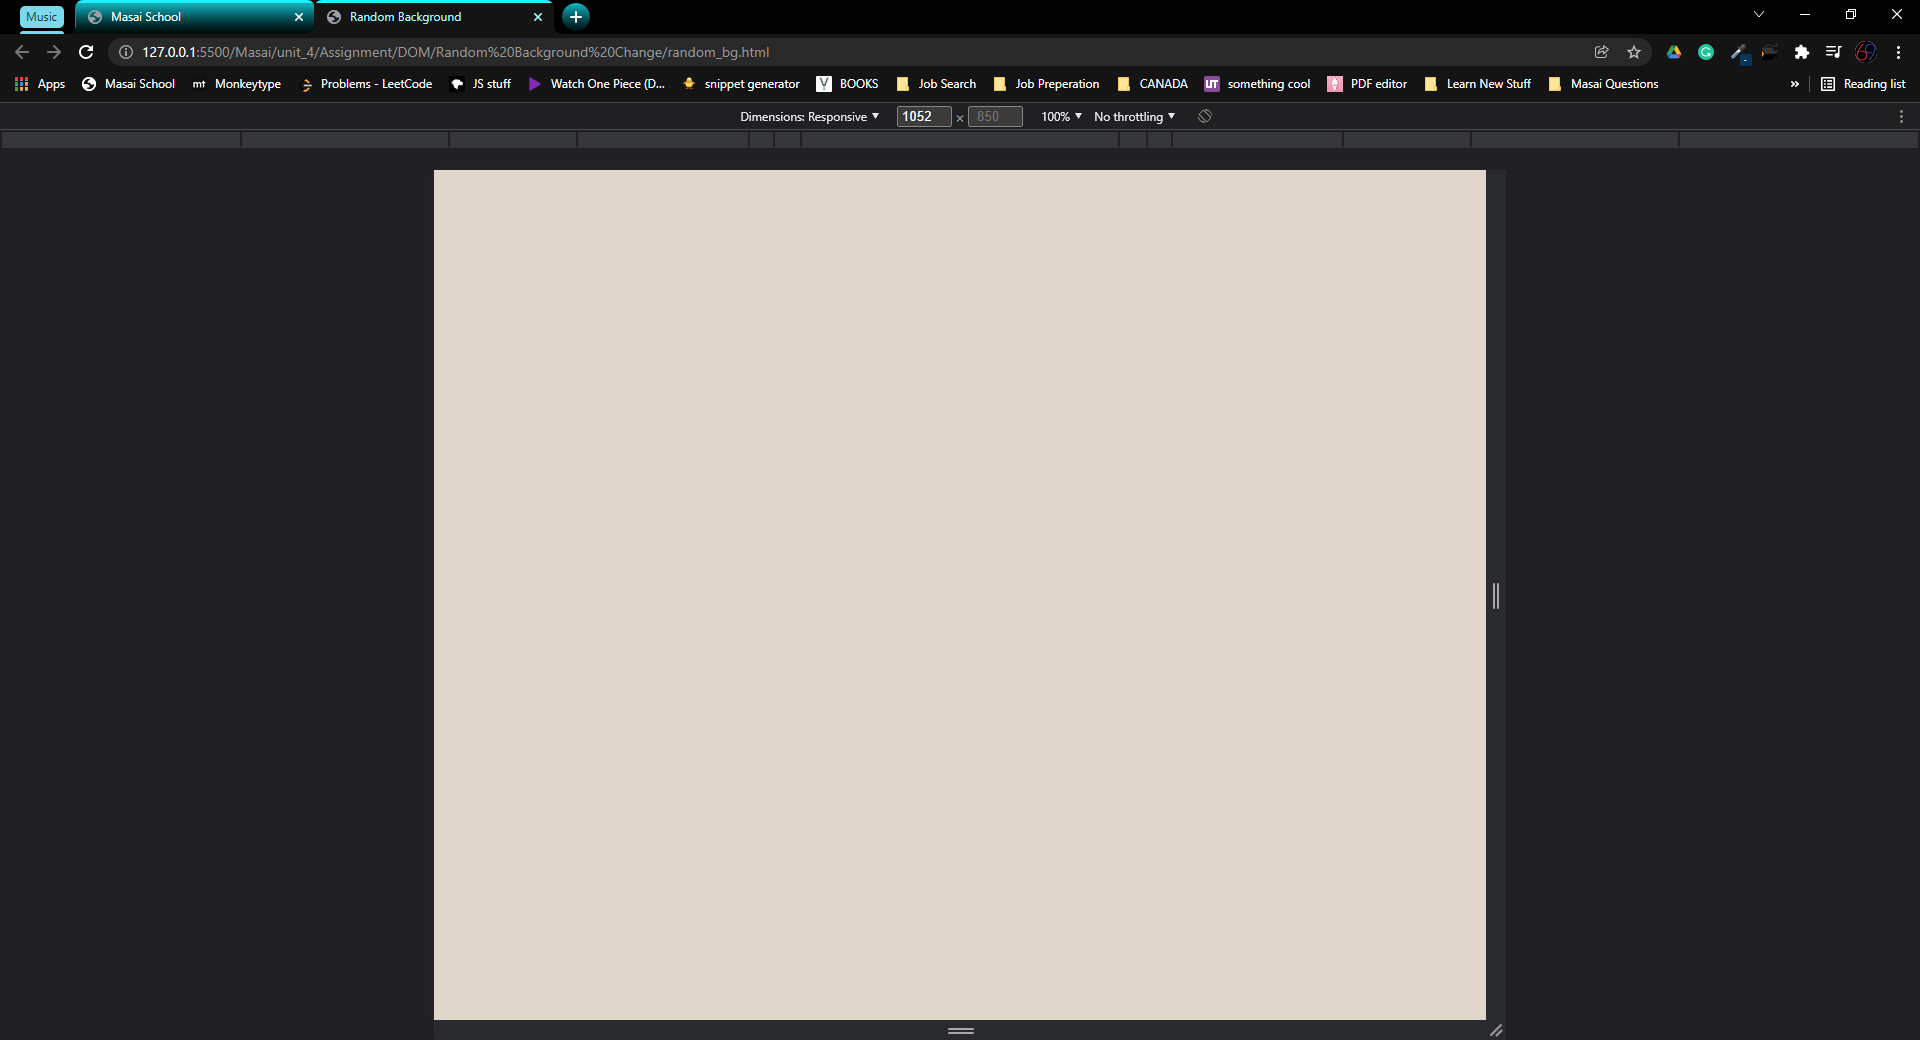 Music Masai School Random Background
127.0.0.1:5500/Masai/unit_4/Assignment/DOM/Random%20Background%20Change/random_bg.html
Apps Masai School mt Monkeytype Problems - LeetCode JS stuff Watch One Piece (D... snippet generator Y BOOKS Job Search Job Preperation CANADA UT something cool PDF editor Learn New Stuff Masai Questions » Reading list
Dimensions: Responsive 1052 × 850 100% No throttling